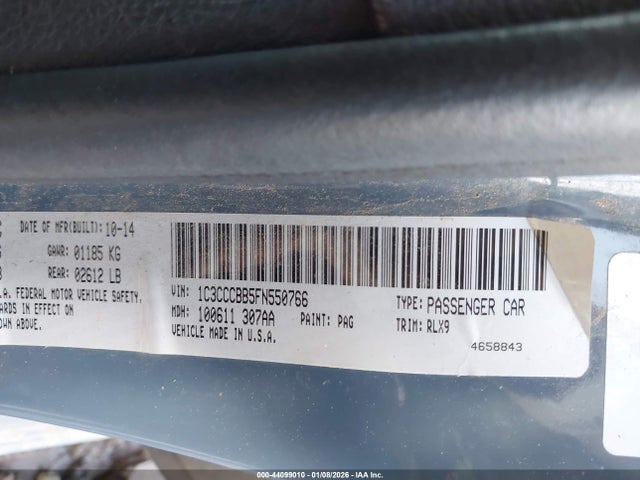 DATE OF MFR(BUILT): 10-14
GAWR: 01185 KG
REAR: 02612 LB
.A. FEDERAL MOTOR VEHICLE SAFETY,
ARDS IN EFFECT ON
OWN ABOVE.
VIN: 1C3CCCBB5FN550766
MDH: 100611 307AA PAINT: PAG
VEHICLE MADE IN U.S.A.
TYPE: PASSENGER CAR
TRIM: RLX9
4658843
000-44099010 | 01/08/2026 - ©IAA Inc.